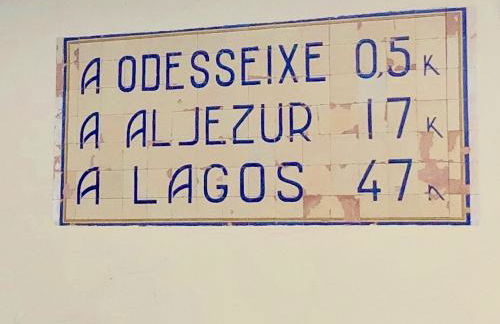 A ODESSEIXE 0,5 K
A ALJEZUR 17 K
A LAGOS 47 K